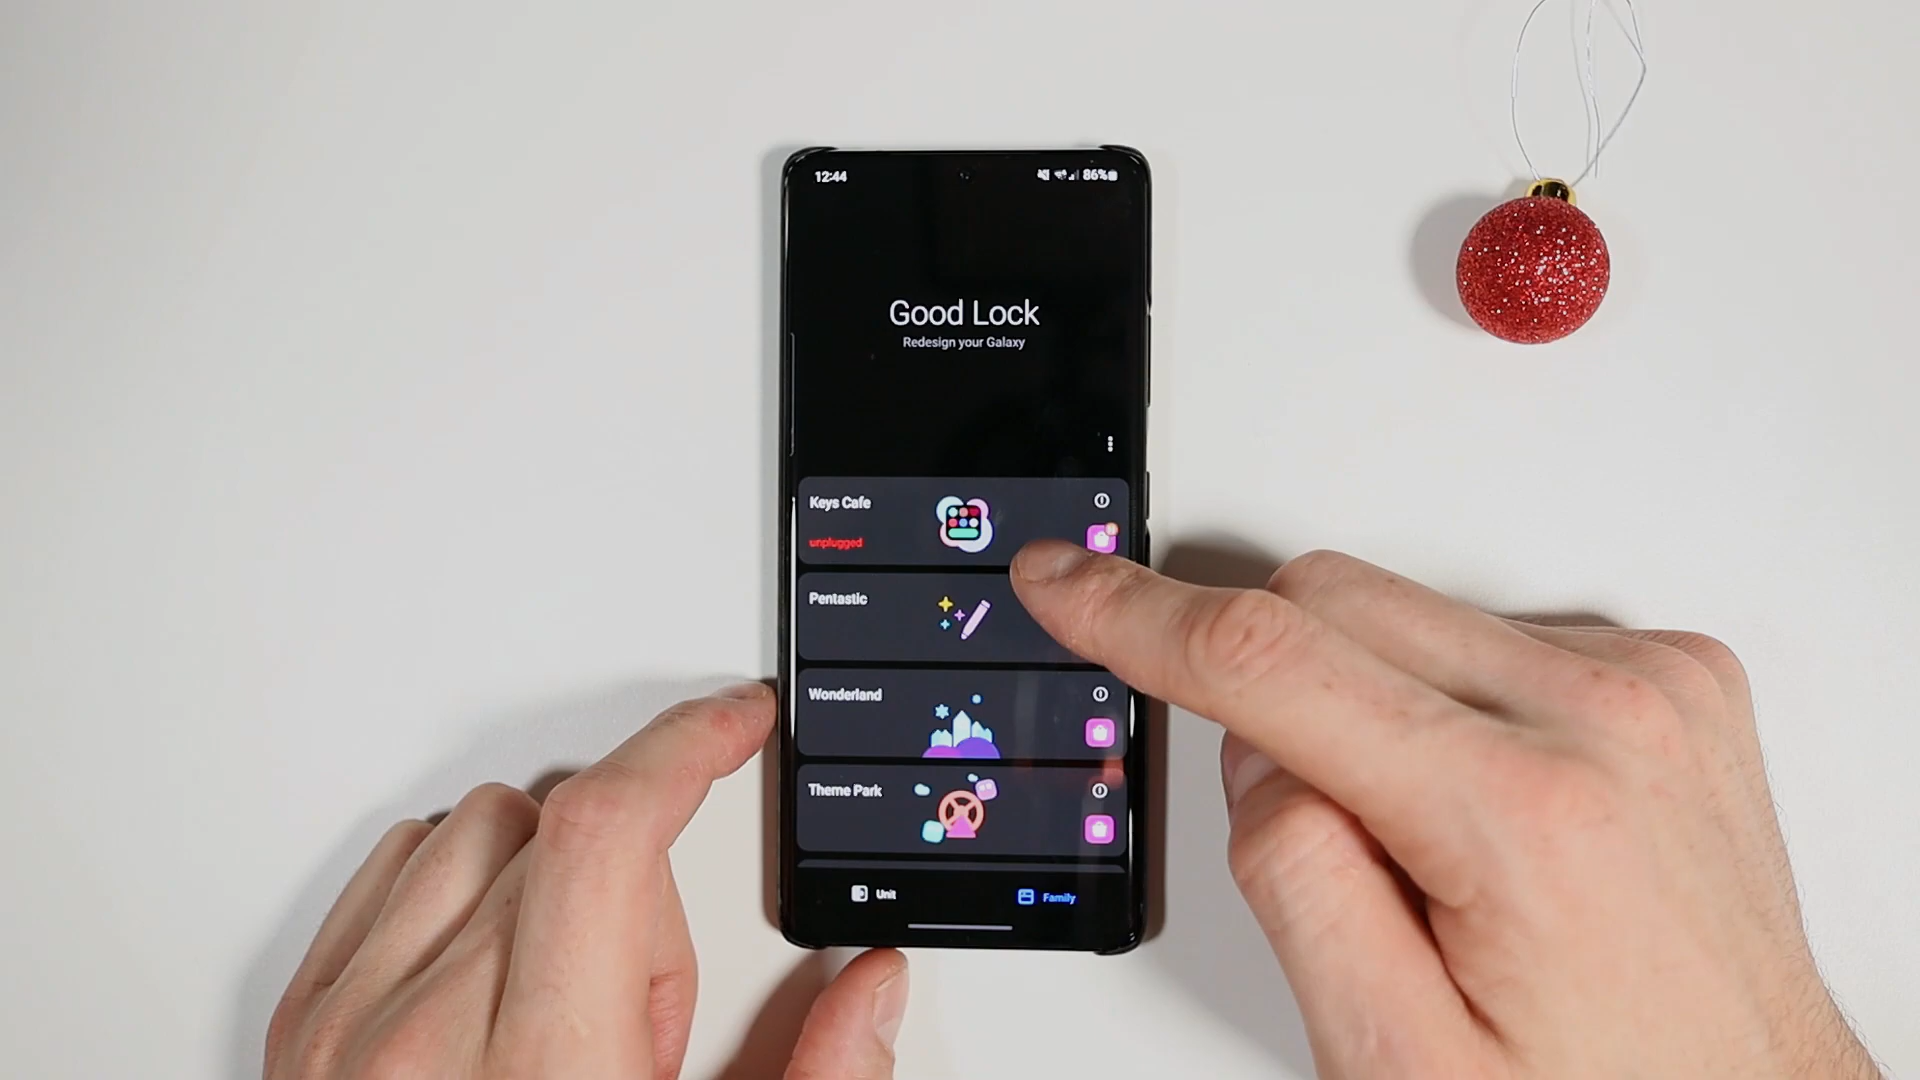 12:44
86%
Good Lock
Redesign your Galaxy
Keys Cafe
unplugged
Pentastic
Wonderland
Theme Park
Unit
Family